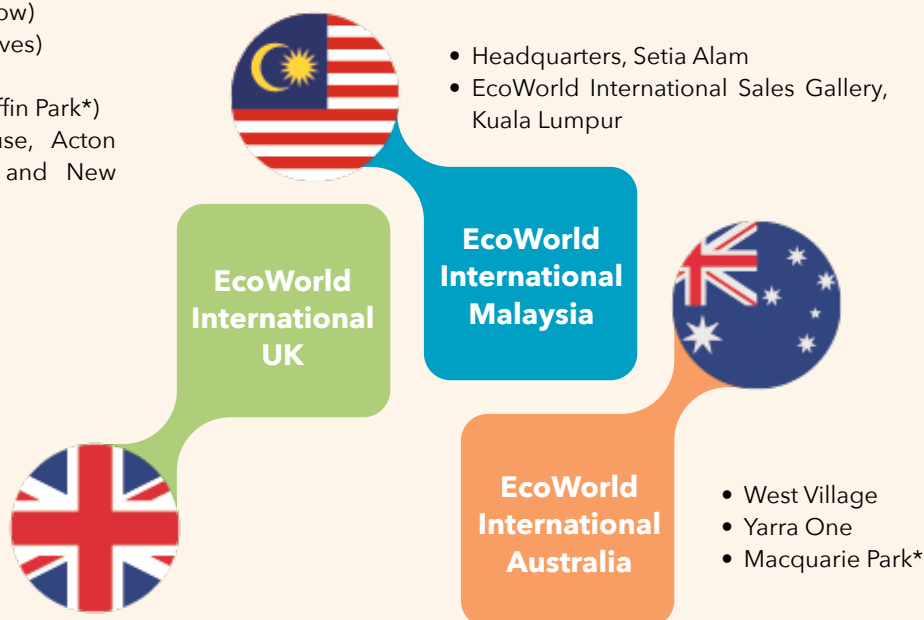 ow)
ves)
ffin Park*)
use, Acton
and New
• Headquarters, Setia Alam
• EcoWorld International Sales Gallery,
Kuala Lumpur
EcoWorld
International
Malaysia
EcoWorld
International
UK
EcoWorld
International
Australia
• West Village
• Yarra One
• Macquarie Park*